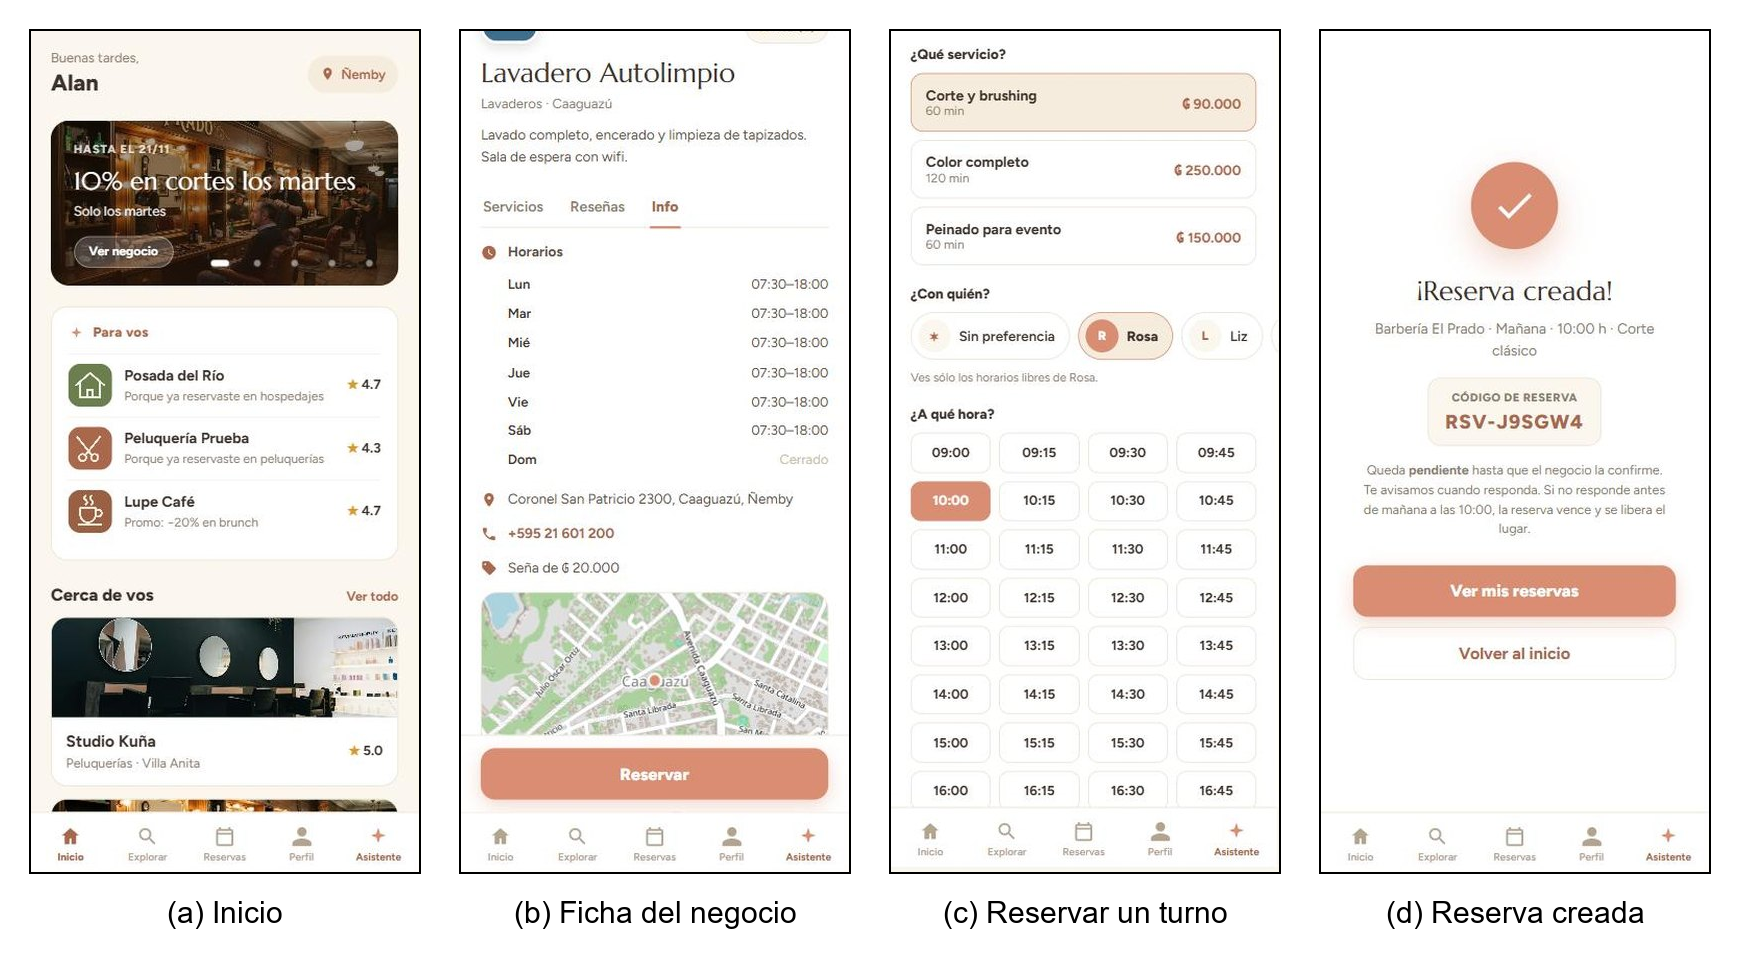 Buenas tardes,
Alan
Ñemby
HASTA EL 21/11
10% en cortes los martes
Solo los martes
Ver negocio
Para vos
Posada del Río
Porque ya reservaste en hospedajes
4.7
Peluquería Prueba
Porque ya reservaste en peluquerías
4.3
Lupe Café
Promo: -20% en brunch
4.7
Cerca de vos
Ver todo
Studio Kuña
Peluquerías · Villa Anita
5.0
Inicio
Explorar
Reservas
Perfil
Asistente
(a) Inicio
Lavadero Autolimpio
Lavaderos · Caaguazú
Lavado completo, encerado y limpieza de tapizados.
Sala de espera con wifi.
Servicios
Reseñas
Info
Horarios
Lun 07:30–18:00
Mar 07:30–18:00
Mié 07:30–18:00
Jue 07:30–18:00
Vie 07:30–18:00
Sáb 07:30–18:00
Dom Cerrado
Coronel San Patricio 2300, Caaguazú, Ñemby
+595 21 601 200
Seña de ₲ 20.000
Julio Oscar Ortiz
Avenida Caaguazú
Santa Catalina
Santa Librada
Santa Librada
Reservar
Inicio
Explorar
Reservas
Perfil
Asistente
(b) Ficha del negocio
¿Qué servicio?
Corte y brushing
60 min
₲ 90.000
Color completo
120 min
₲ 250.000
Peinado para evento
60 min
₲ 150.000
¿Con quién?
Sin preferencia
R Rosa
L Liz
Ves sólo los horarios libres de Rosa.
¿A qué hora?
09:00 09:15 09:30 09:45
10:00 10:15 10:30 10:45
11:00 11:15 11:30 11:45
12:00 12:15 12:30 12:45
13:00 13:15 13:30 13:45
14:00 14:15 14:30 14:45
15:00 15:15 15:30 15:45
16:00 16:15 16:30 16:45
Inicio
Explorar
Reservas
Perfil
Asistente
(c) Reservar un turno
¡Reserva creada!
Barbería El Prado · Mañana · 10:00 h · Corte
clásico
CÓDIGO DE RESERVA
RSV-J9SGW4
Queda pendiente hasta que el negocio la confirme.
Te avisamos cuando responda. Si no responde antes
de mañana a las 10:00, la reserva vence y se libera el
lugar.
Ver mis reservas
Volver al inicio
Inicio
Explorar
Reservas
Perfil
Asistente
(d) Reserva creada